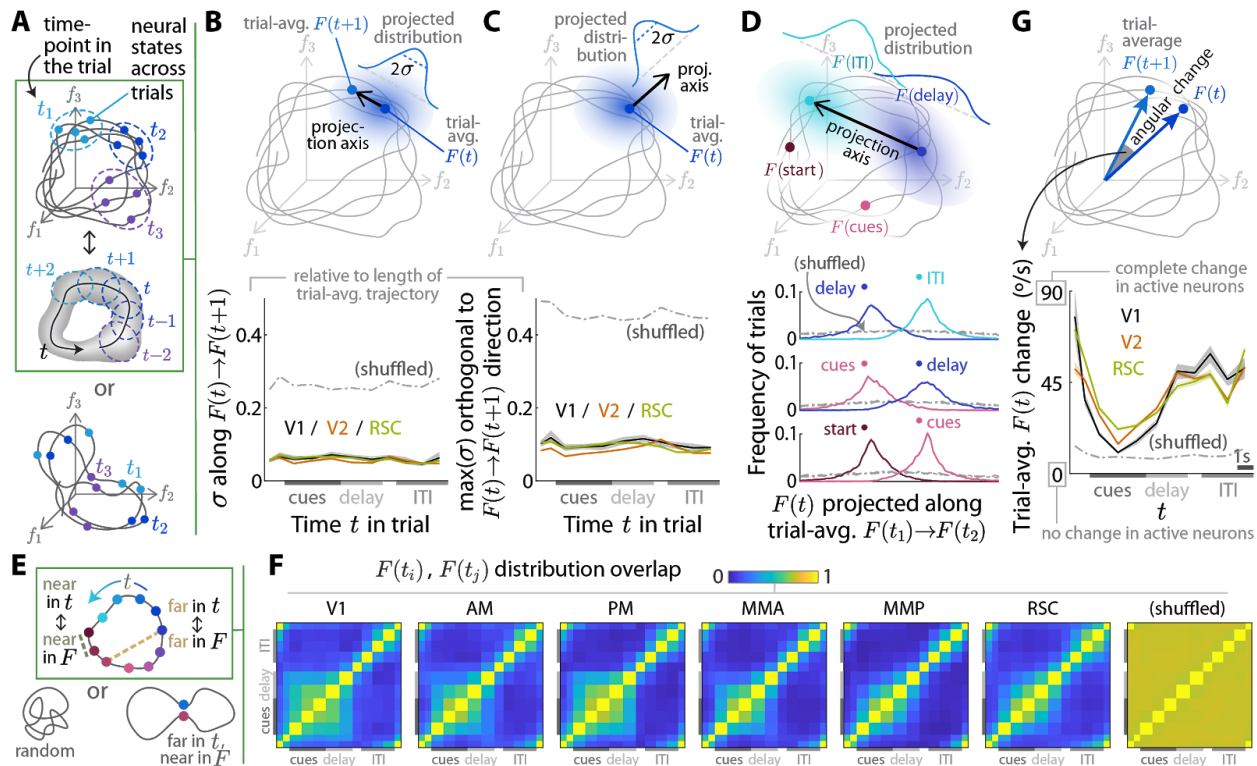 A
time-
point in
the trial
neural
states across
trials
f3
t1
t2
f2
t3
f1
t+2
t+1
t
t−1
t−2
t
or
f3
t3
t1
f2
t2
f1
B
trial-avg. F(t+1)
projected
distribution
f3
2σ
projec-
tion axis
trial-
avg.
F(t)
f2
f1
relative to length of
trial-avg. trajectory
σ along F(t)→F(t+1)
0.4
0.2
0
(shuffled)
V1 / V2 / RSC
cues
delay
ITI
Time t in trial
C
projected
distri-
bution
f3
2σ
proj.
axis
trial-
avg.
F(t)
f2
f1
max(σ) orthogonal to
F(t)→F(t+1) direction
0.4
0.2
0
(shuffled)
V1 / V2 / RSC
cues
delay
ITI
Time t in trial
D
projected
distribution
f3
F(ITI)
F(delay)
projection
axis
F(start)
f2
F(cues)
f1
Frequency of trials
(shuffled)
delay
ITI
0.1
0
cues
delay
0.1
0
start
cues
0.1
0
F(t) projected along
trial-avg. F(t1)→F(t2)
G
trial-
average
F(t+1)
f3
angular change
F(t)
f2
f1
Trial-avg. F(t) change (º/s)
90
45
0
complete change
in active neurons
V1
V2
RSC
(shuffled)
1s
cues
delay
ITI
t
no change in active neurons
E
near
in t
near
in F
t
far in t
far in F
or
random
far in t,
near in F
F
F(ti) , F(tj) distribution overlap
0
1
V1
AM
PM
MMA
MMP
RSC
(shuffled)
cues delay ITI
cues delay ITI
cues delay ITI
cues delay ITI
cues delay ITI
cues delay ITI
cues delay ITI
cues delay ITI